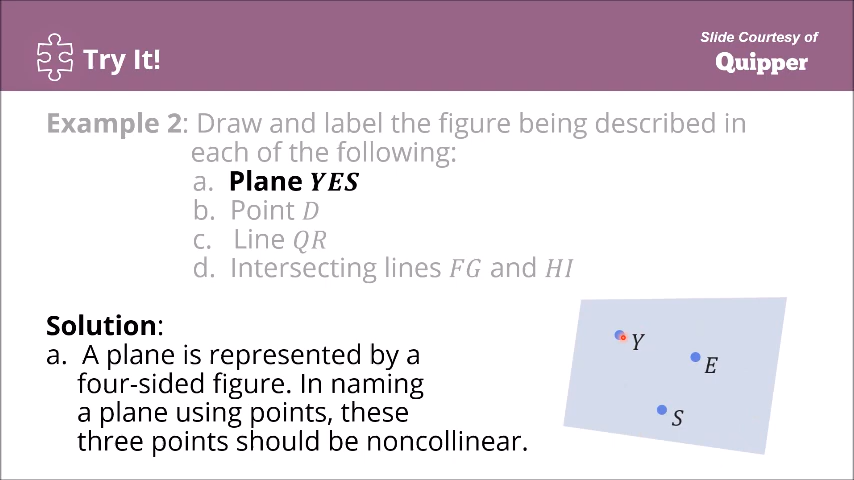 Try It!
Slide Courtesy of
Quipper
Example 2: Draw and label the figure being described in
each of the following:
a. Plane YES
b. Point D
c. Line QR
d. Intersecting lines FG and HI
Solution:
a. A plane is represented by a
four-sided figure. In naming
a plane using points, these
three points should be noncollinear.
Y
E
S